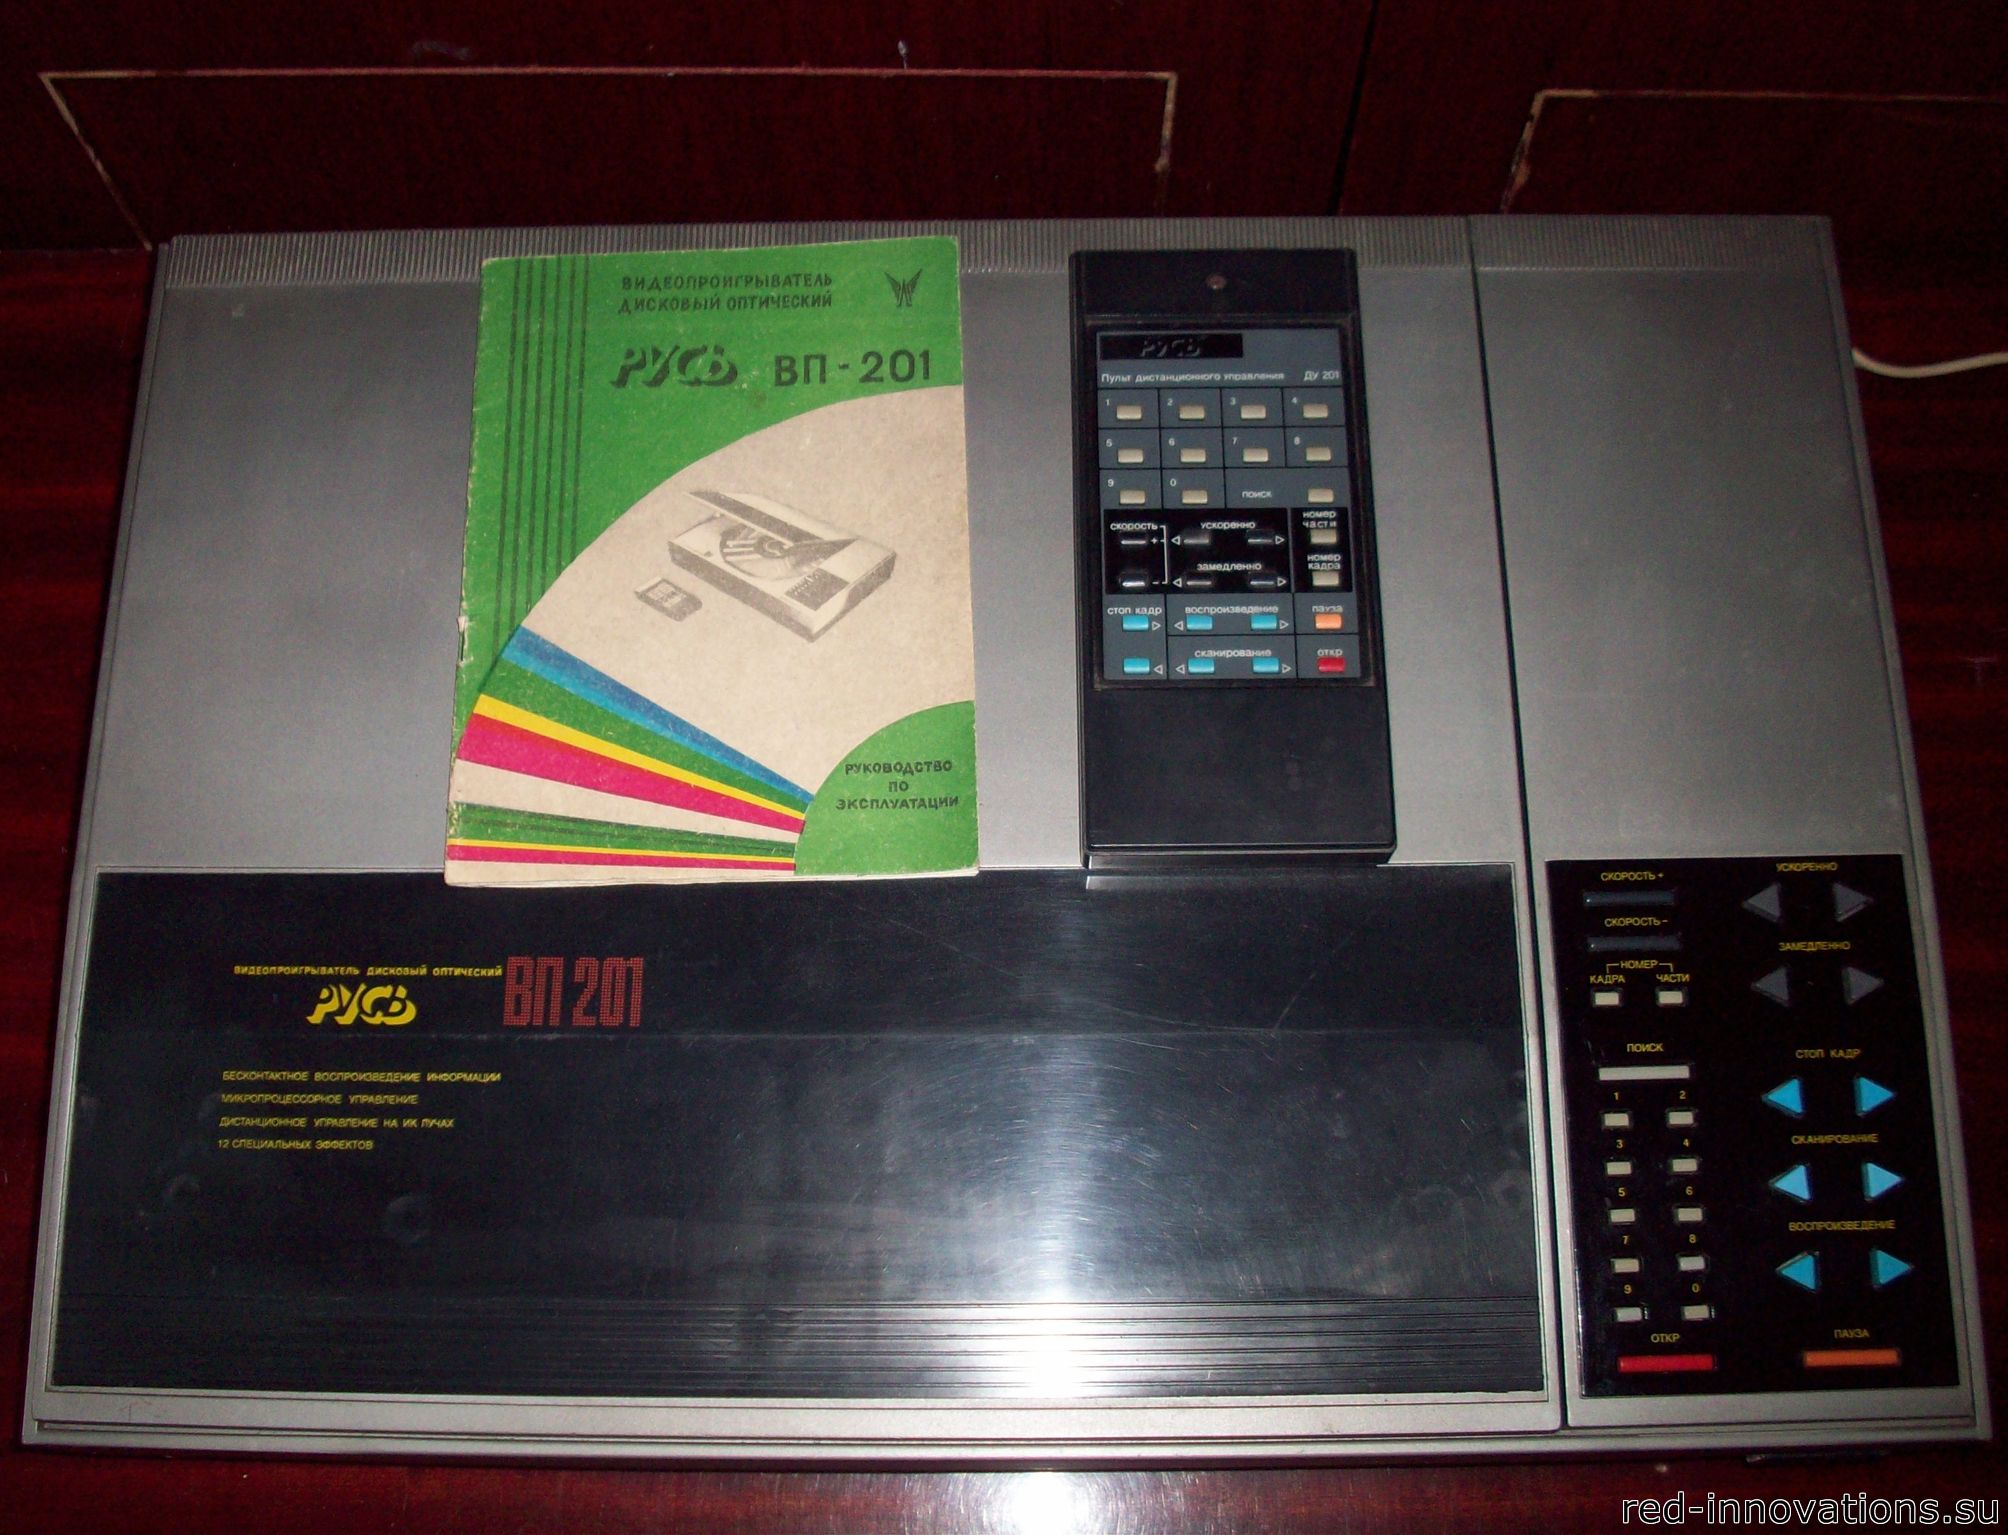 ВИДЕОПРОИГРЫВАТЕЛЬ
ДИСКОВЫЙ ОПТИЧЕСКИЙ
РУСЬ ВП-201
РУКОВОДСТВО
ПО
ЭКСПЛУАТАЦИИ
РУСЬ
Пульт дистанционного управления ДУ 201
1 2 3 4
5 6 7 8
9 0 поиск
номер
части
скорость ускоренно
+
номер
кадра
замедленно
-
стоп кадр воспроизведение пауза
сканирование откр
ВИДЕОПРОИГРЫВАТЕЛЬ ДИСКОВЫЙ ОПТИЧЕСКИЙ ВП 201
РУСЬ
БЕСКОНТАКТНОЕ ВОСПРОИЗВЕДЕНИЕ ИНФОРМАЦИИ
МИКРОПРОЦЕССОРНОЕ УПРАВЛЕНИЕ
ДИСТАНЦИОННОЕ УПРАВЛЕНИЕ НА ИК ЛУЧАХ
12 СПЕЦИАЛЬНЫХ ЭФФЕКТОВ
СКОРОСТЬ +
СКОРОСТЬ -
НОМЕР
КАДРА ЧАСТИ
ПОИСК
1 2
3 4
5 6
7 8
9 0
ОТКР
УСКОРЕННО
ЗАМЕДЛЕННО
СТОП КАДР
СКАНИРОВАНИЕ
ВОСПРОИЗВЕДЕНИЕ
ПАУЗА
red-innovations.su